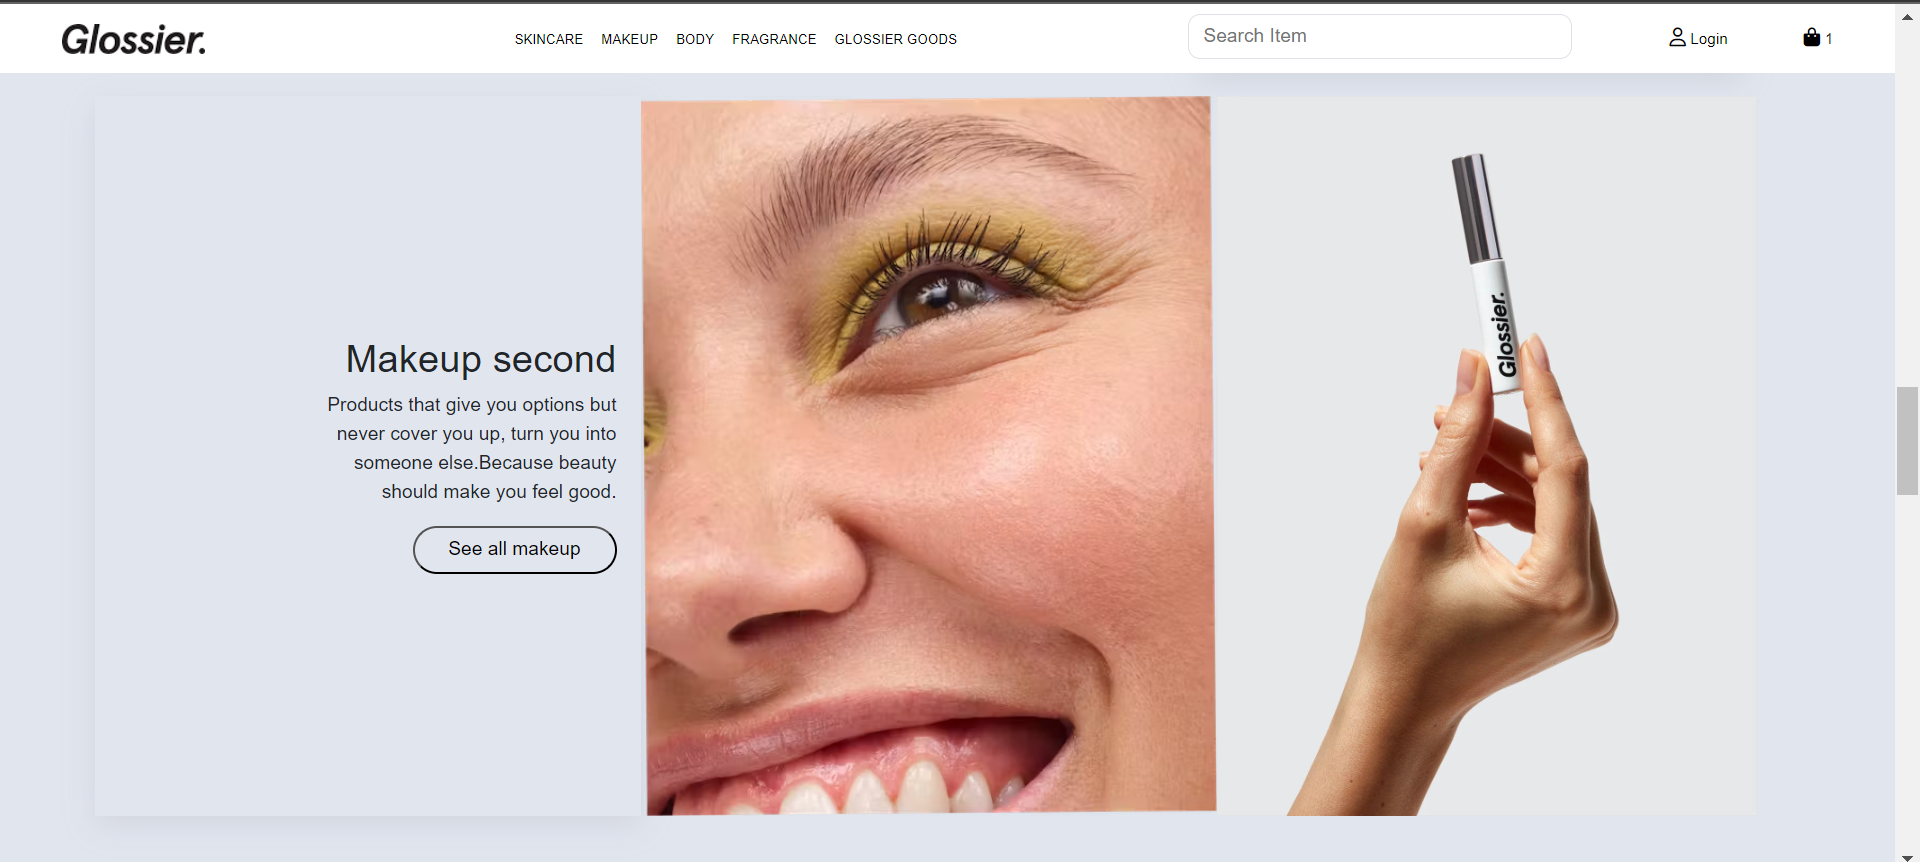 Glossier.
SKINCARE MAKEUP BODY FRAGRANCE GLOSSIER GOODS
Search Item
Login
1
Makeup second
Products that give you options but
never cover you up, turn you into
someone else.Because beauty
should make you feel good.
See all makeup
Glossier.